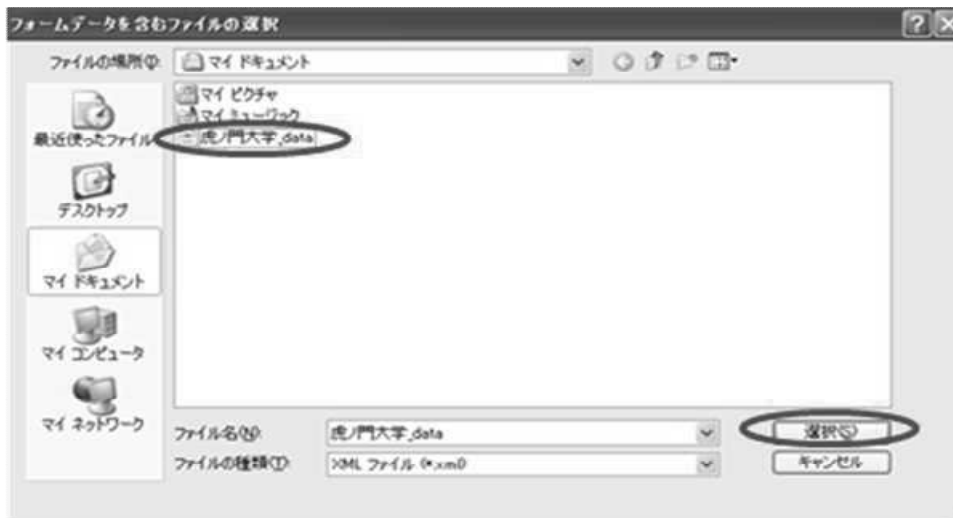 フォームデータを含むファイルの選択
ファイルの場所(I):
マイ ドキュメント
マイ ピクチャ
マイ ミュージック
虎ノ門大学_data
最近使ったファイル
デスクトップ
マイ ドキュメント
マイ コンピュータ
マイ ネットワーク
ファイル名(N):
虎ノ門大学_data
選択(S)
ファイルの種類(T):
XML ファイル (*.xml)
キャンセル